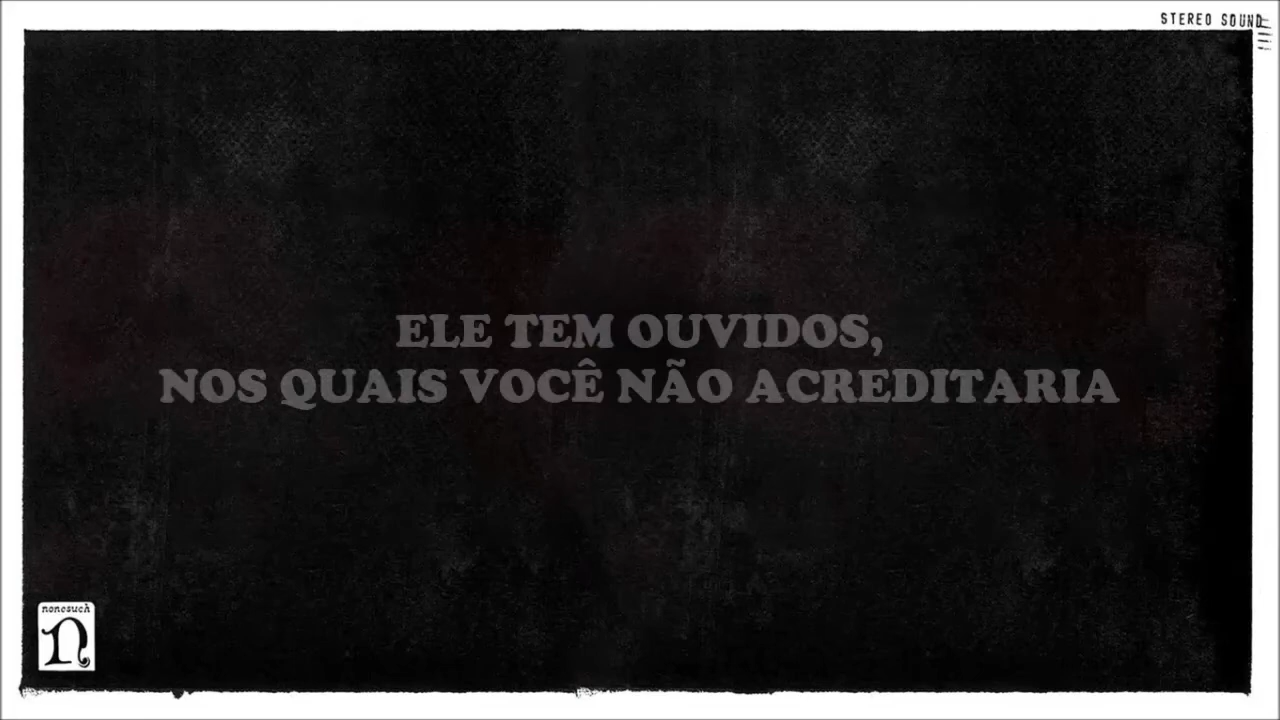 STEREO SOUND
ELE TEM OUVIDOS,
NOS QUAIS VOCÊ NÃO ACREDITARIA
nonesuch
n